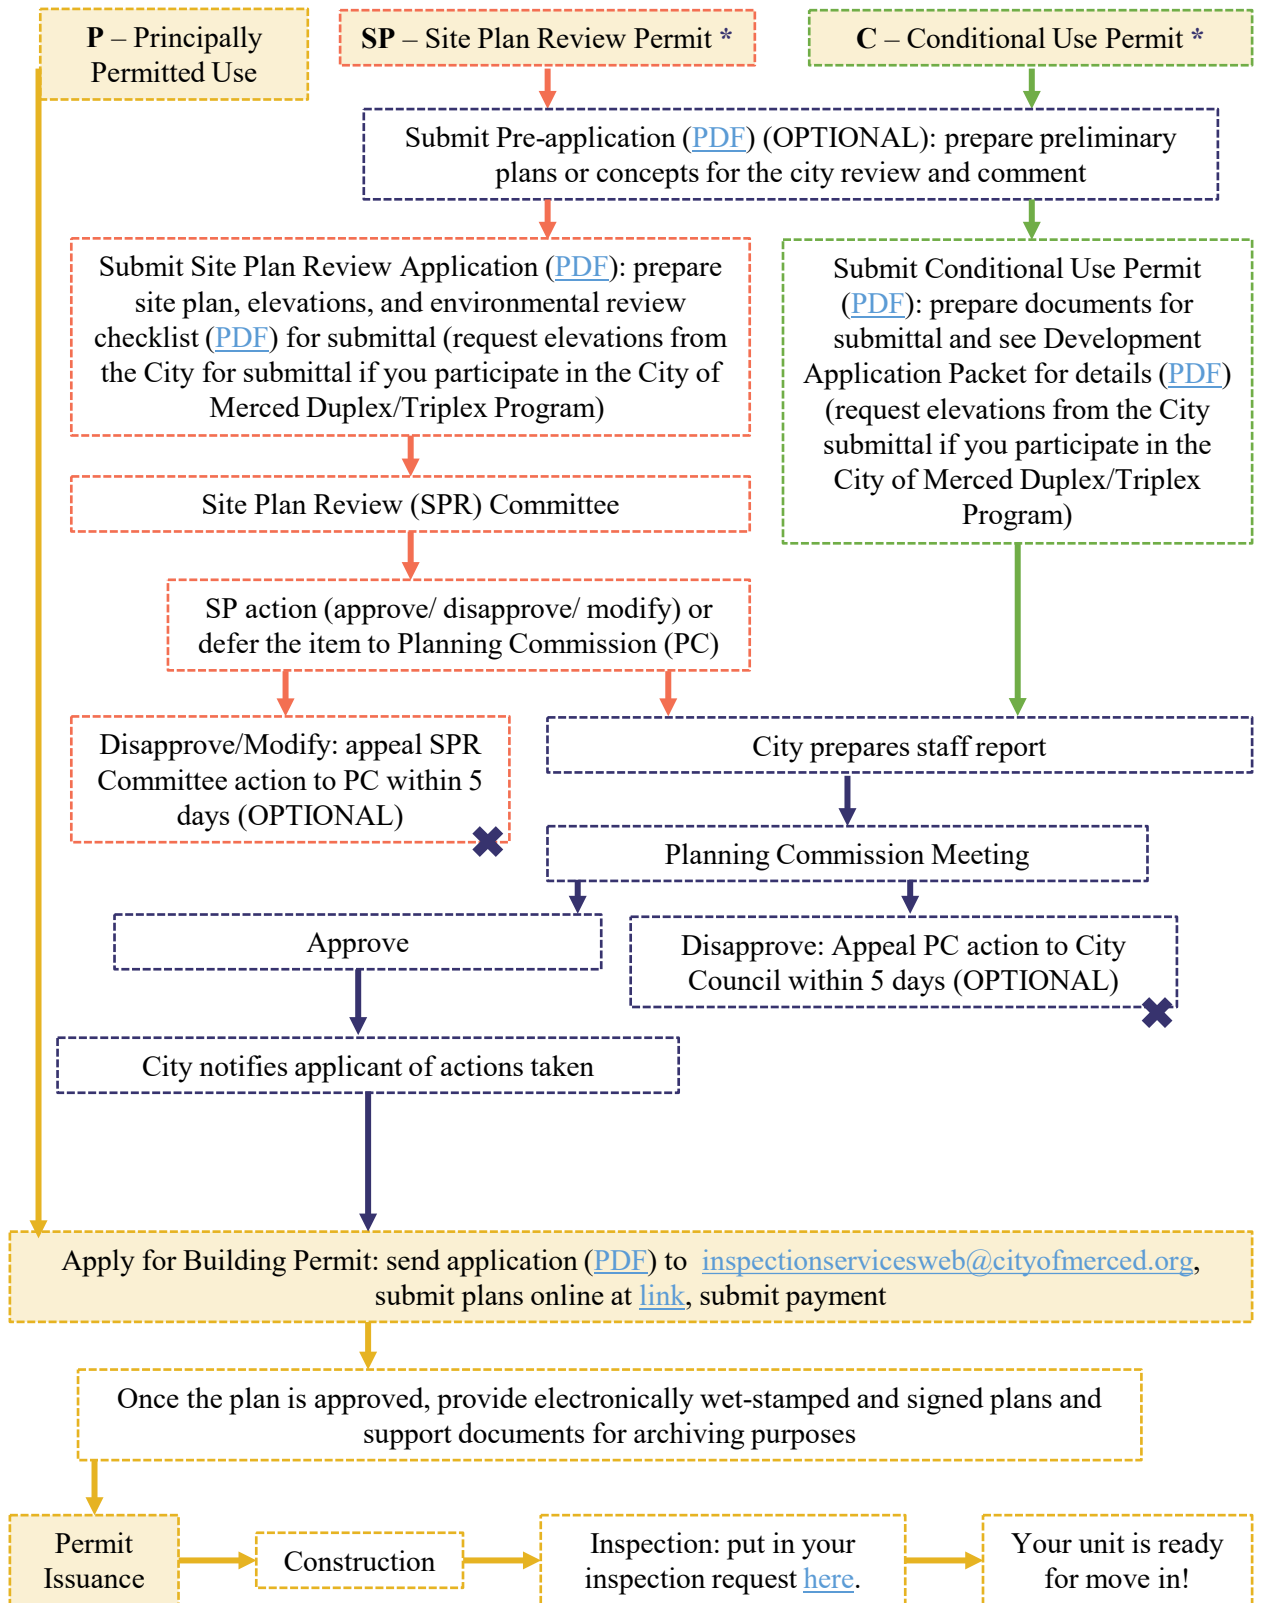 P – Principally
Permitted Use
SP – Site Plan Review Permit *
C – Conditional Use Permit *
Submit Pre-application (PDF) (OPTIONAL): prepare preliminary
plans or concepts for the city review and comment
Submit Site Plan Review Application (PDF): prepare
site plan, elevations, and environmental review
checklist (PDF) for submittal (request elevations from
the City for submittal if you participate in the City of
Merced Duplex/Triplex Program)
Submit Conditional Use Permit
(PDF): prepare documents for
submittal and see Development
Application Packet for details (PDF)
(request elevations from the City
submittal if you participate in the
City of Merced Duplex/Triplex
Program)
Site Plan Review (SPR) Committee
SP action (approve/ disapprove/ modify) or
defer the item to Planning Commission (PC)
Disapprove/Modify: appeal SPR
Committee action to PC within 5
days (OPTIONAL)
City prepares staff report
Planning Commission Meeting
Approve
Disapprove: Appeal PC action to City
Council within 5 days (OPTIONAL)
City notifies applicant of actions taken
Apply for Building Permit: send application (PDF) to inspectionservicesweb@cityofmerced.org,
submit plans online at link, submit payment
Once the plan is approved, provide electronically wet-stamped and signed plans and
support documents for archiving purposes
Permit
Issuance
Construction
Inspection: put in your
inspection request here.
Your unit is ready
for move in!